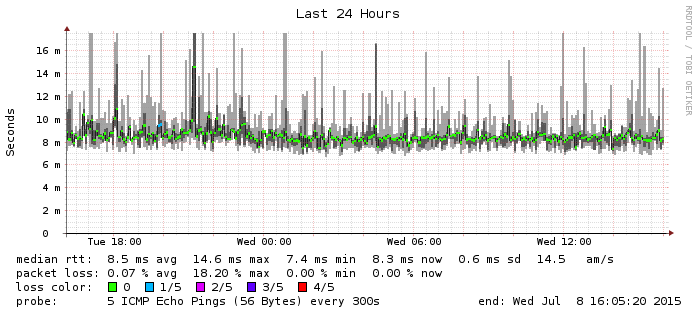 Last 24 Hours
RRDTOOL / TOBI OETIKER
Seconds
16 m
14 m
12 m
10 m
8 m
6 m
4 m
2 m
0
Tue 18:00 Wed 00:00 Wed 06:00 Wed 12:00
median rtt: 8.5 ms avg 14.6 ms max 7.4 ms min 8.3 ms now 0.6 ms sd 14.5 am/s
packet loss: 0.07 % avg 18.20 % max 0.00 % min 0.00 % now
loss color: 0 1/5 2/5 3/5 4/5
probe: 5 ICMP Echo Pings (56 Bytes) every 300s end: Wed Jul 8 16:05:20 2015